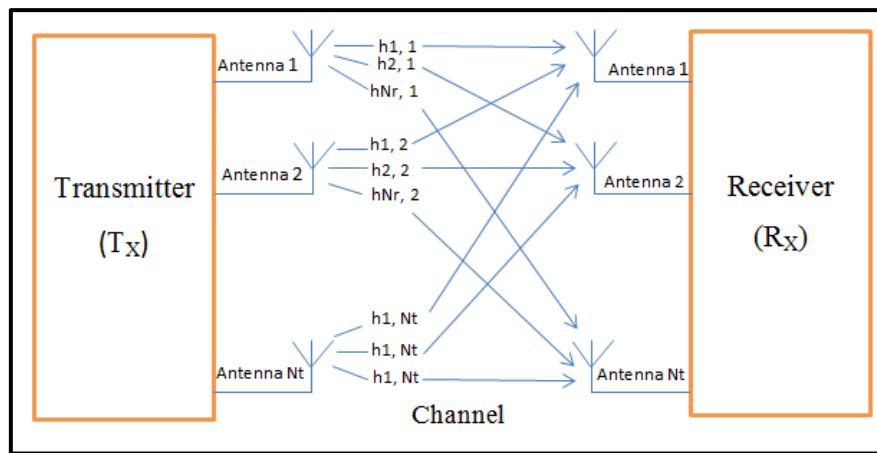 Transmitter
(TX)
Antenna 1
Antenna 2
Antenna Nt
h1, 1
h2, 1
hNr, 1
h1, 2
h2, 2
hNr, 2
h1, Nt
h1, Nt
h1, Nt
Channel
Antenna 1
Antenna 2
Antenna Nt
Receiver
(RX)